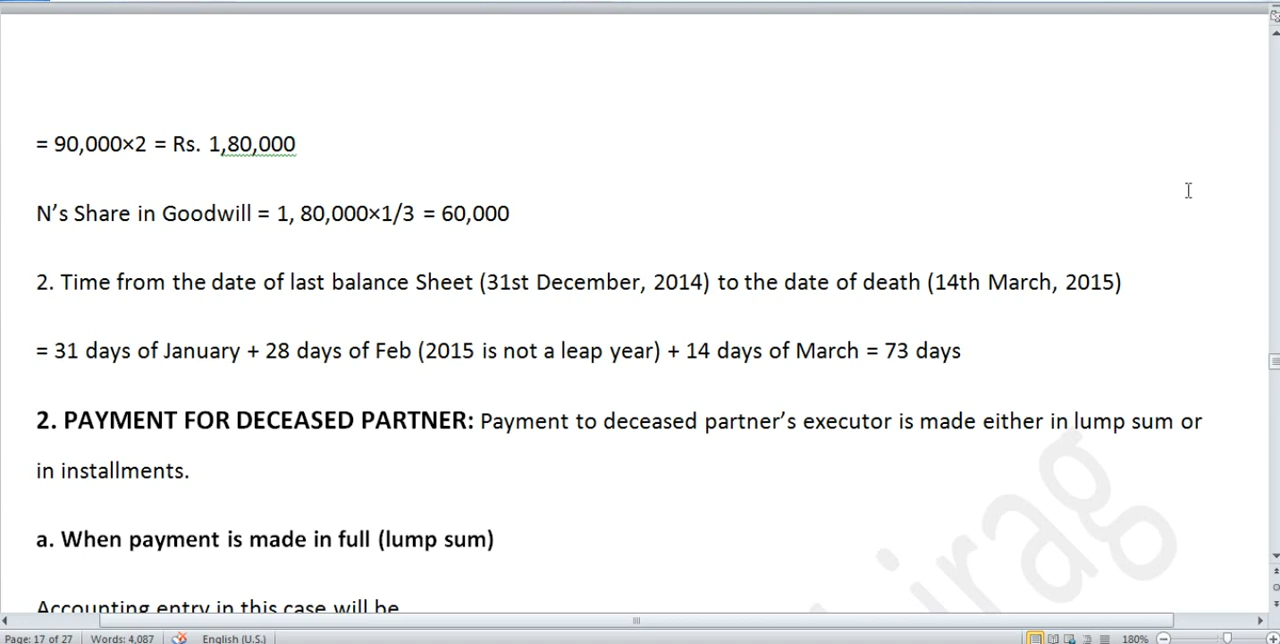 = 90,000×2 = Rs. 1,80,000
N’s Share in Goodwill = 1, 80,000×1/3 = 60,000
2. Time from the date of last balance Sheet (31st December, 2014) to the date of death (14th March, 2015)
= 31 days of January + 28 days of Feb (2015 is not a leap year) + 14 days of March = 73 days
2. PAYMENT FOR DECEASED PARTNER: Payment to deceased partner’s executor is made either in lump sum or
in installments.
a. When payment is made in full (lump sum)
Accounting entry in this case will be
Page: 17 of 27 Words: 4,087 English (U.S.) 180%